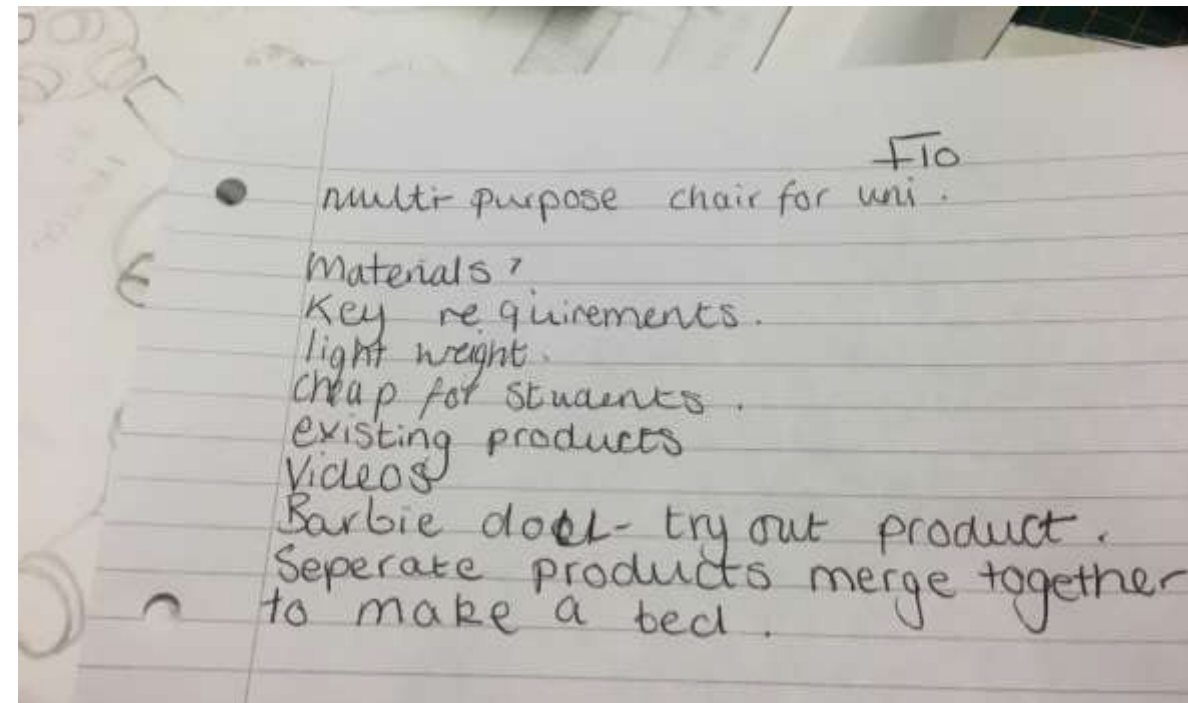 Flo
multi-purpose chair for uni.
Materials?
Key requirements.
light weight.
cheap for students.
existing products
Videos
Barbie doll - try out product.
Seperate products merge together
to make a bed.